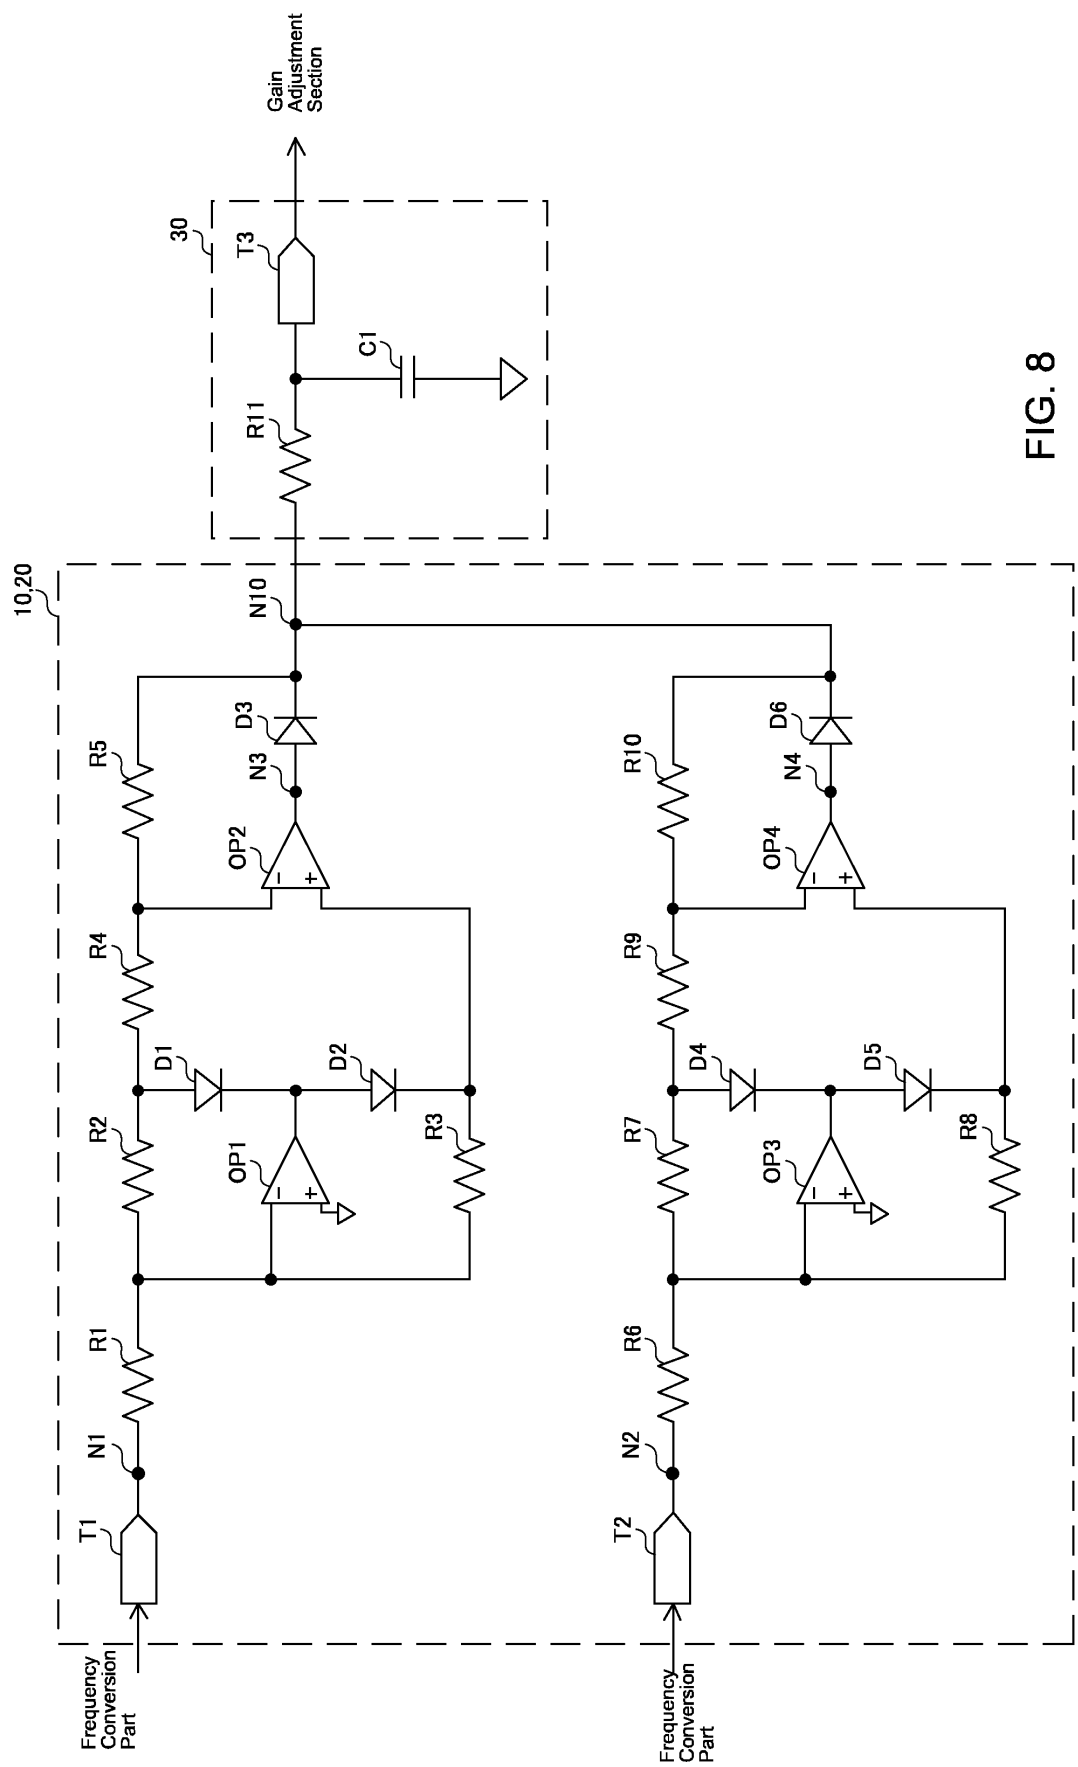 Frequency
Conversion
Part
T1
N1
R1
R2
R4
R5
D1
D2
D3
OP1
−
+
OP2
−
+
R3
N3
N10
10,20
30
R11
C1
T3
Gain
Adjustment
Section
Frequency
Conversion
Part
T2
N2
R6
R7
R9
R10
D4
D5
D6
OP3
−
+
OP4
−
+
R8
N4
FIG. 8